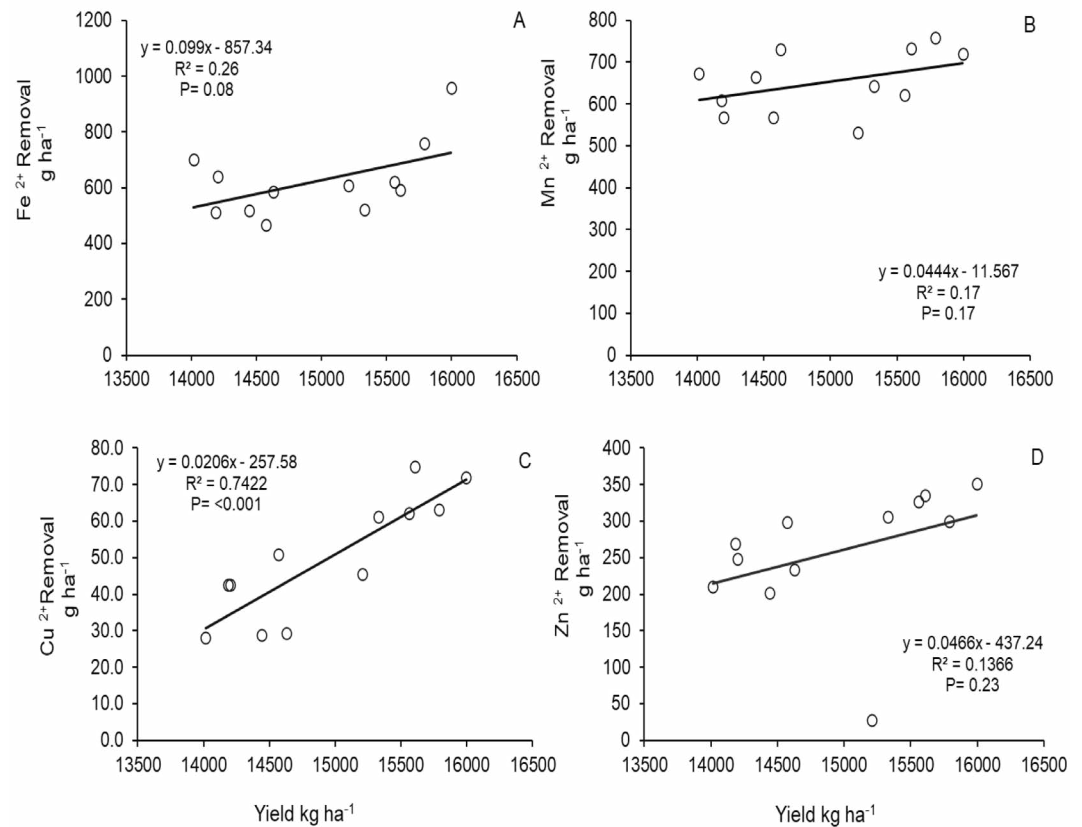 A
y = 0.099x - 857.34
R² = 0.26
P= 0.08
Fe ²⁺ Removal
g ha⁻¹
1200
1000
800
600
400
200
0
13500 14000 14500 15000 15500 16000 16500
B
Mn ²⁺ Removal
g ha⁻¹
800
700
600
500
400
300
200
100
0
y = 0.0444x - 11.567
R² = 0.17
P= 0.17
13500 14000 14500 15000 15500 16000 16500
C
y = 0.0206x - 257.58
R² = 0.7422
P= <0.001
Cu ²⁺Removal
g ha⁻¹
80.0
70.0
60.0
50.0
40.0
30.0
20.0
10.0
0.0
13500 14000 14500 15000 15500 16000 16500
Yield kg ha⁻¹
D
Zn ²⁺ Removal
g ha⁻¹
400
350
300
250
200
150
100
50
0
y = 0.0466x - 437.24
R² = 0.1366
P= 0.23
13500 14000 14500 15000 15500 16000 16500
Yield kg ha⁻¹